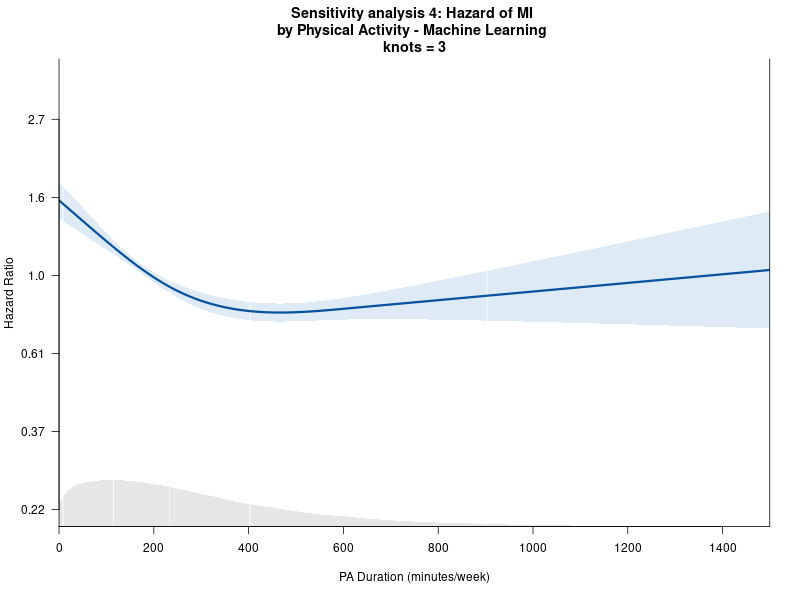 Sensitivity analysis 4: Hazard of MI
by Physical Activity - Machine Learning
knots = 3
2.7
1.6
1.0
0.61
0.37
0.22
Hazard Ratio
0
200
400
600
800
1000
1200
1400
PA Duration (minutes/week)